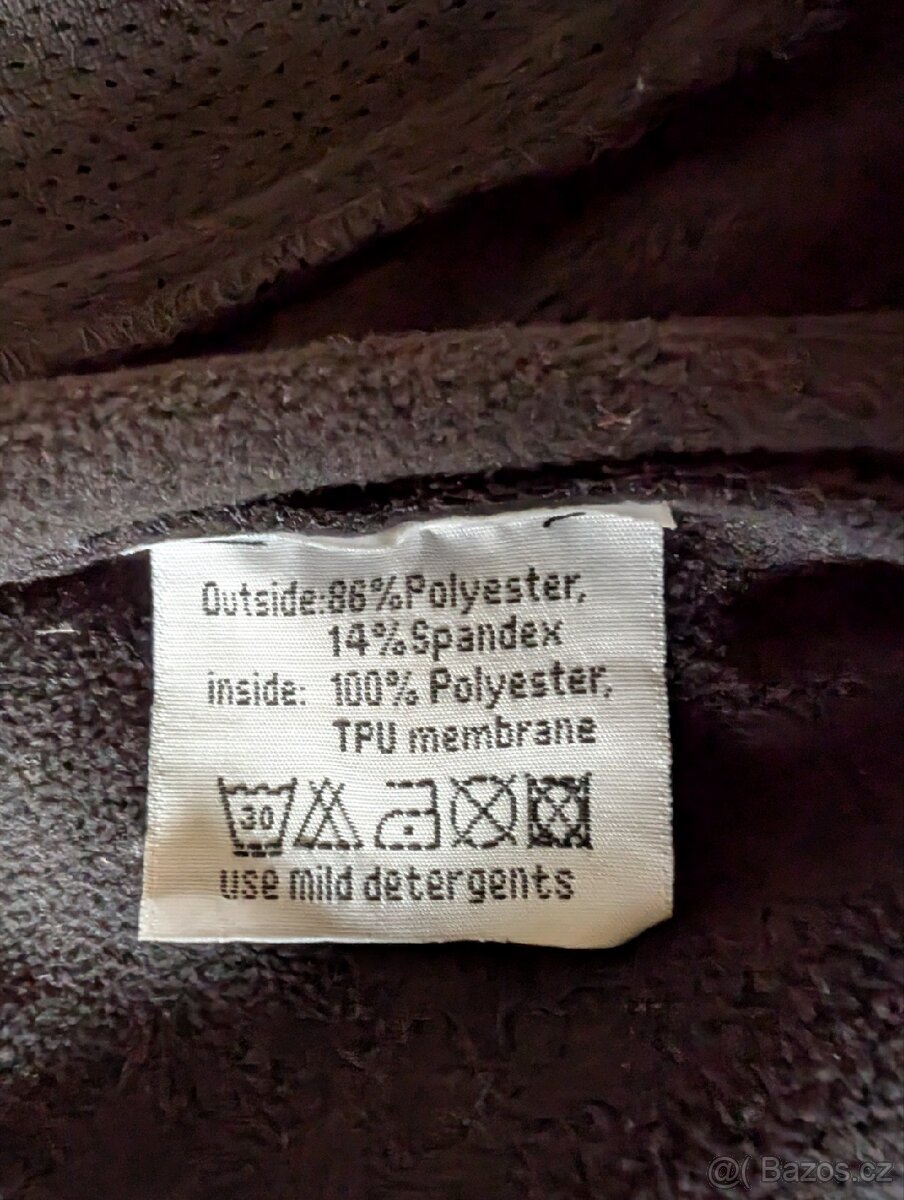 Outside:86%Polyester,
14%Spandex
inside: 100% Polyester,
TPU membrane
30
use mild detergents
@( Bazos.cz